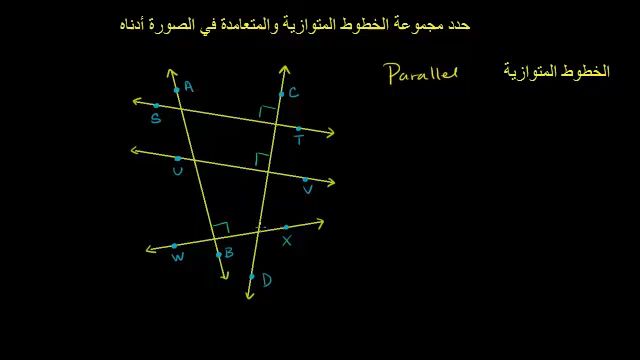 حدد مجموعة الخطوط المتوازية والمتعامدة في الصورة أدناه
الخطوط المتوازية
Parallel
A
C
S
T
U
V
W
B
X
D